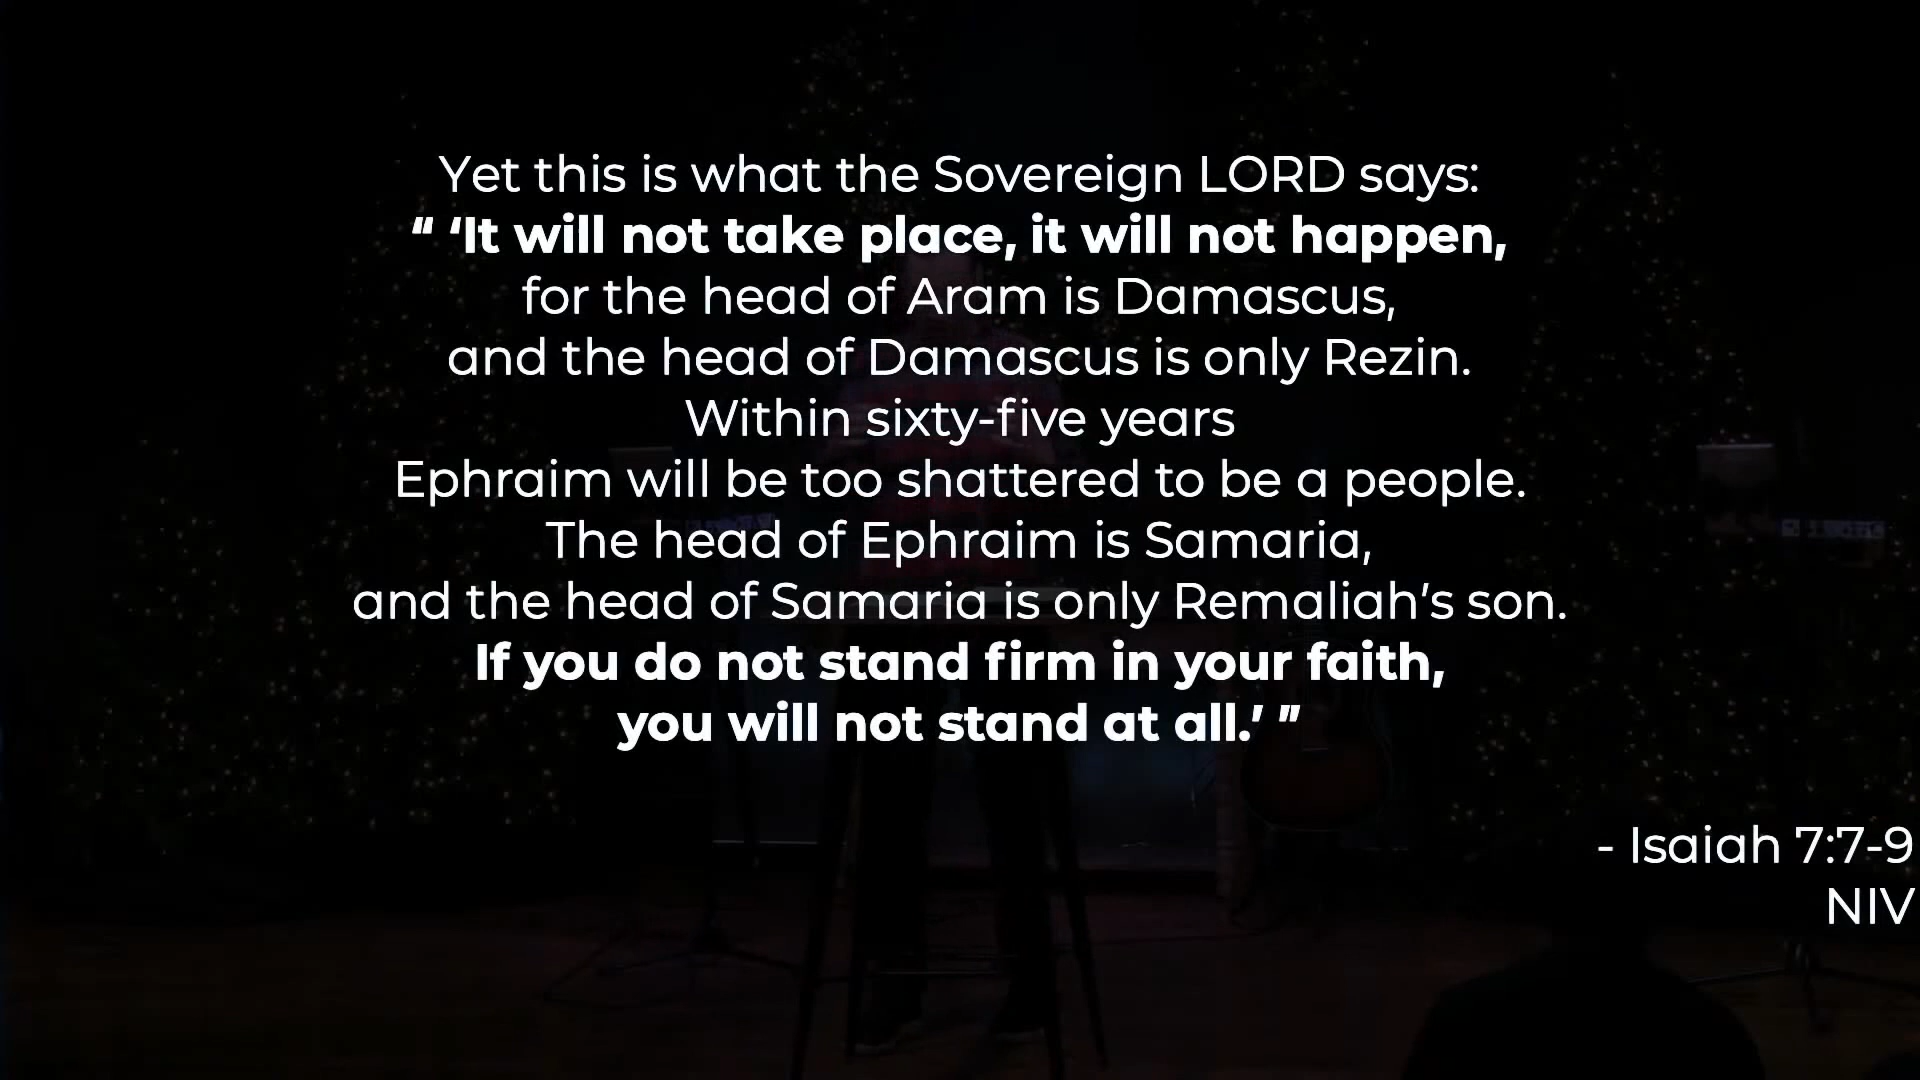 Yet this is what the Sovereign LORD says:
“ ‘It will not take place, it will not happen,
for the head of Aram is Damascus,
and the head of Damascus is only Rezin.
Within sixty-five years
Ephraim will be too shattered to be a people.
The head of Ephraim is Samaria,
and the head of Samaria is only Remaliah’s son.
If you do not stand firm in your faith,
you will not stand at all.’ ”
- Isaiah 7:7-9
NIV